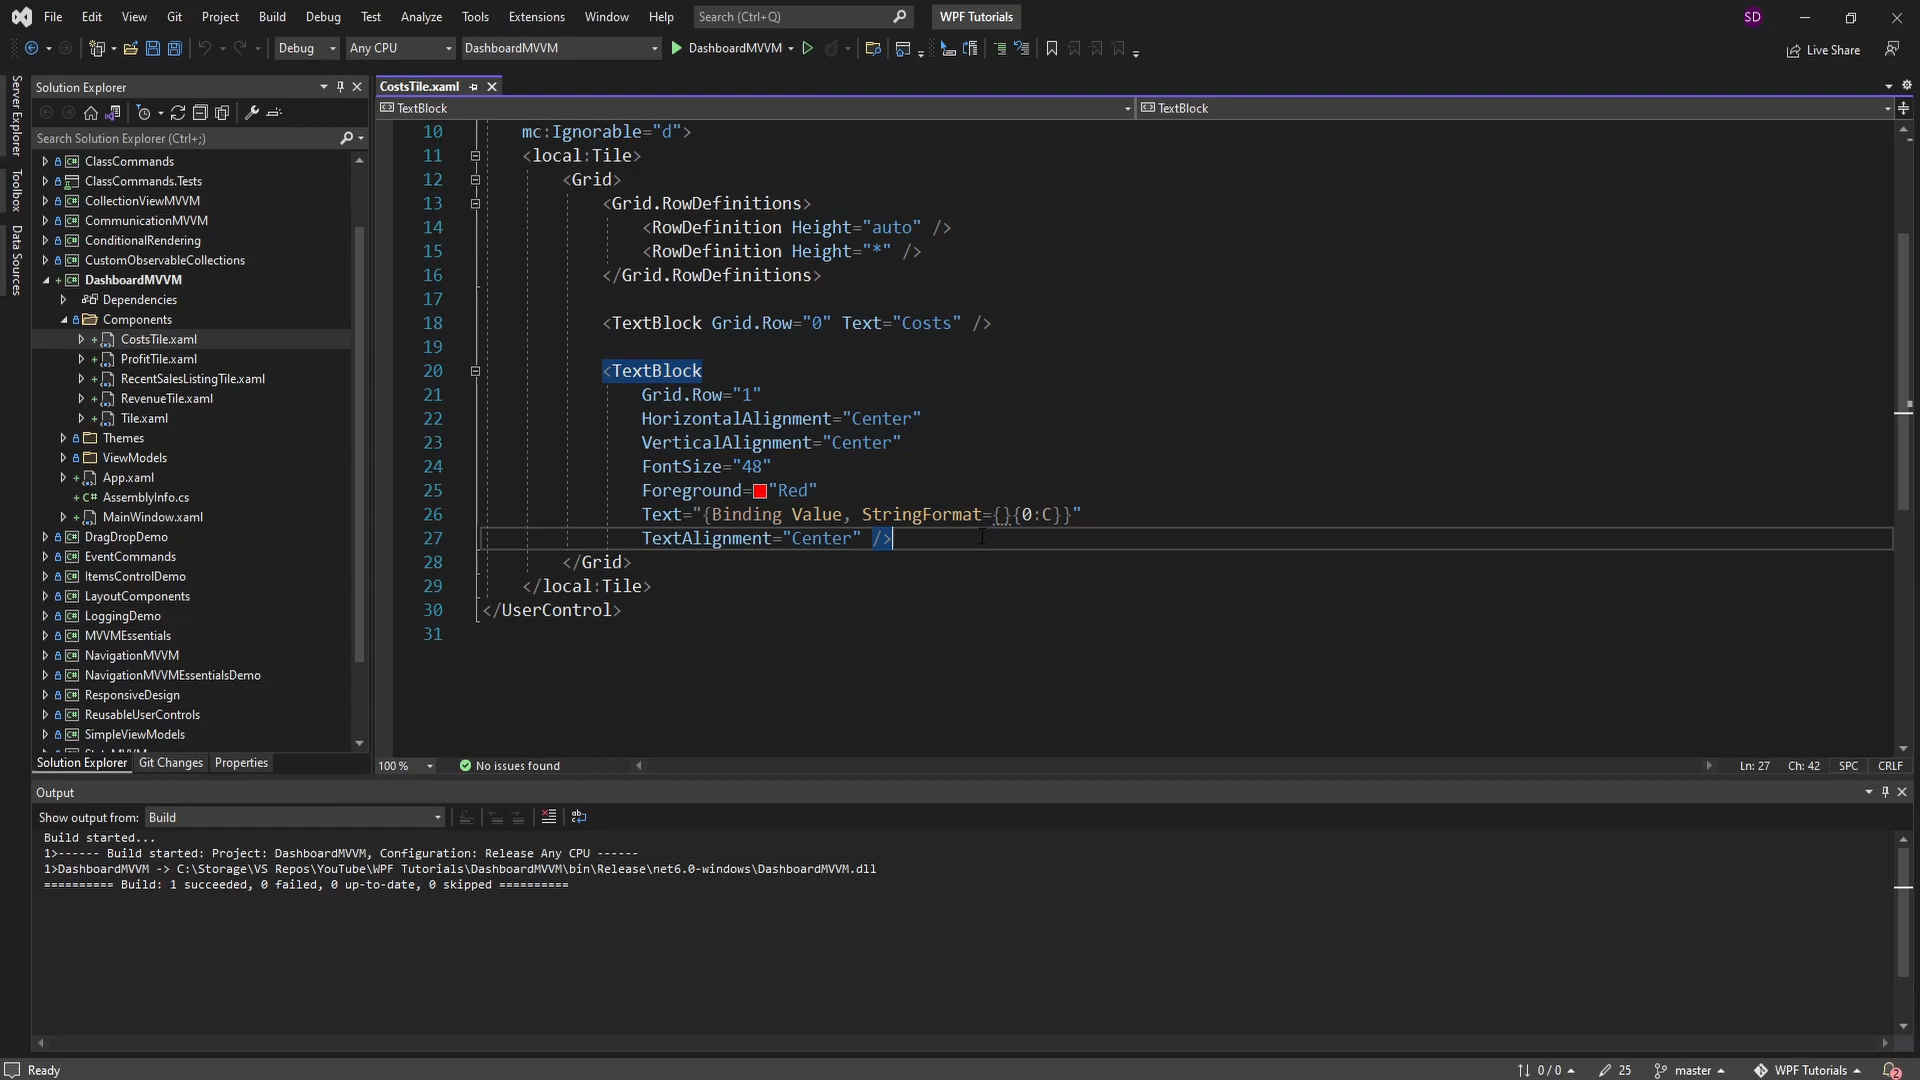 File Edit View Git Project Build Debug Test Analyze Tools Extensions Window Help Search (Ctrl+Q) WPF Tutorials SD
Debug Any CPU DashboardMVVM DashboardMVVM Live Share
Server Explorer
Toolbox
Data Sources
Solution Explorer
Search Solution Explorer (Ctrl+;)
ClassCommands
ClassCommands.Tests
CollectionViewMVVM
CommunicationMVVM
ConditionalRendering
CustomObservableCollections
DashboardMVVM
Dependencies
Components
CostsTile.xaml
ProfitTile.xaml
RecentSalesListingTile.xaml
RevenueTile.xaml
Tile.xaml
Themes
ViewModels
App.xaml
C# AssemblyInfo.cs
MainWindow.xaml
DragDropDemo
EventCommands
ItemsControlDemo
LayoutComponents
LoggingDemo
MVVMEssentials
NavigationMVVM
NavigationMVVMEssentialsDemo
ResponsiveDesign
ReusableUserControls
SimpleViewModels
Solution Explorer Git Changes Properties
CostsTile.xaml
TextBlock TextBlock
10 mc:Ignorable="d">
11 <local:Tile>
12 <Grid>
13 <Grid.RowDefinitions>
14 <RowDefinition Height="auto" />
15 <RowDefinition Height="*" />
16 </Grid.RowDefinitions>
17
18 <TextBlock Grid.Row="0" Text="Costs" />
19
20 <TextBlock
21 Grid.Row="1"
22 HorizontalAlignment="Center"
23 VerticalAlignment="Center"
24 FontSize="48"
25 Foreground="Red"
26 Text="{Binding Value, StringFormat={}{0:C}}"
27 TextAlignment="Center" />
28 </Grid>
29 </local:Tile>
30 </UserControl>
31
100 % No issues found Ln: 27 Ch: 42 SPC CRLF
Output
Show output from: Build
Build started...
1>------ Build started: Project: DashboardMVVM, Configuration: Release Any CPU ------
1>DashboardMVVM -> C:\Storage\VS Repos\YouTube\WPF Tutorials\DashboardMVVM\bin\Release\net6.0-windows\DashboardMVVM.dll
========== Build: 1 succeeded, 0 failed, 0 up-to-date, 0 skipped ==========
Ready 0 / 0 25 master WPF Tutorials 2